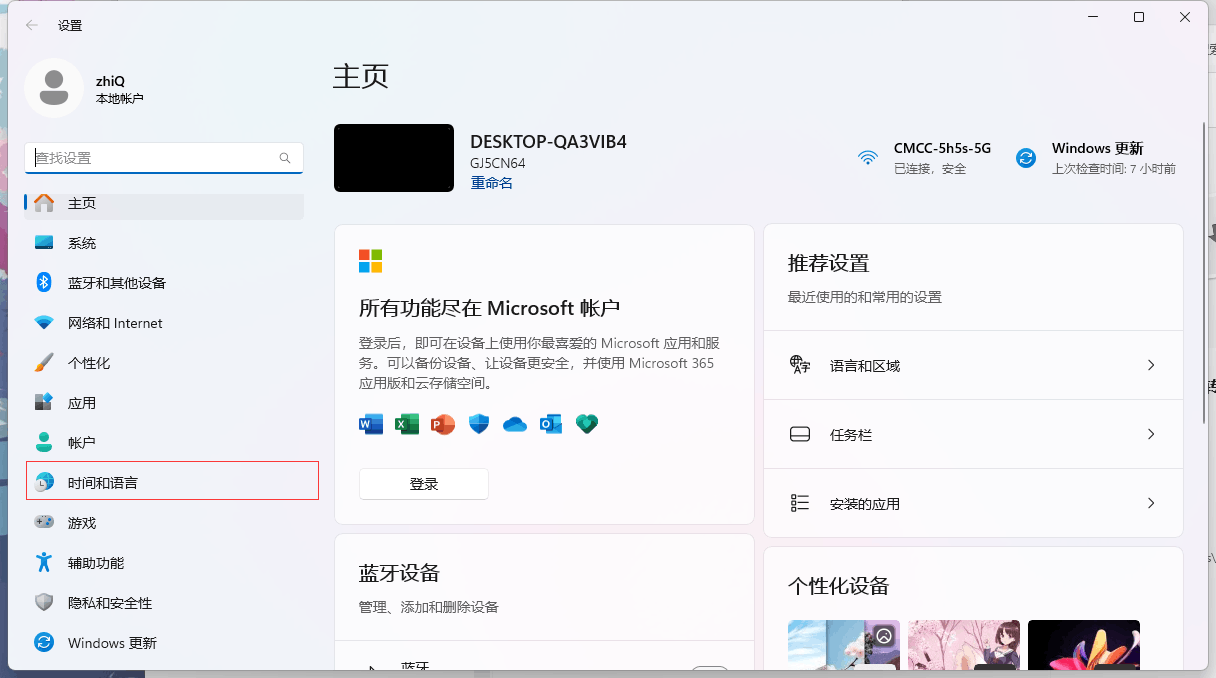 设置
zhiQ
本地帐户
查找设置
主页
系统
蓝牙和其他设备
网络和 Internet
个性化
应用
帐户
时间和语言
游戏
辅助功能
隐私和安全性
Windows 更新
主页
DESKTOP-QA3VIB4
GJ5CN64
重命名
CMCC-5h5s-5G
已连接，安全
Windows 更新
上次检查时间: 7 小时前
所有功能尽在 Microsoft 帐户
登录后，即可在设备上使用你最喜爱的 Microsoft 应用和服
务。可以备份设备、让设备更安全，并使用 Microsoft 365
应用版和云存储空间。
登录
蓝牙设备
管理、添加和删除设备
蓝牙
推荐设置
最近使用的和常用的设置
语言和区域
任务栏
安装的应用
个性化设备